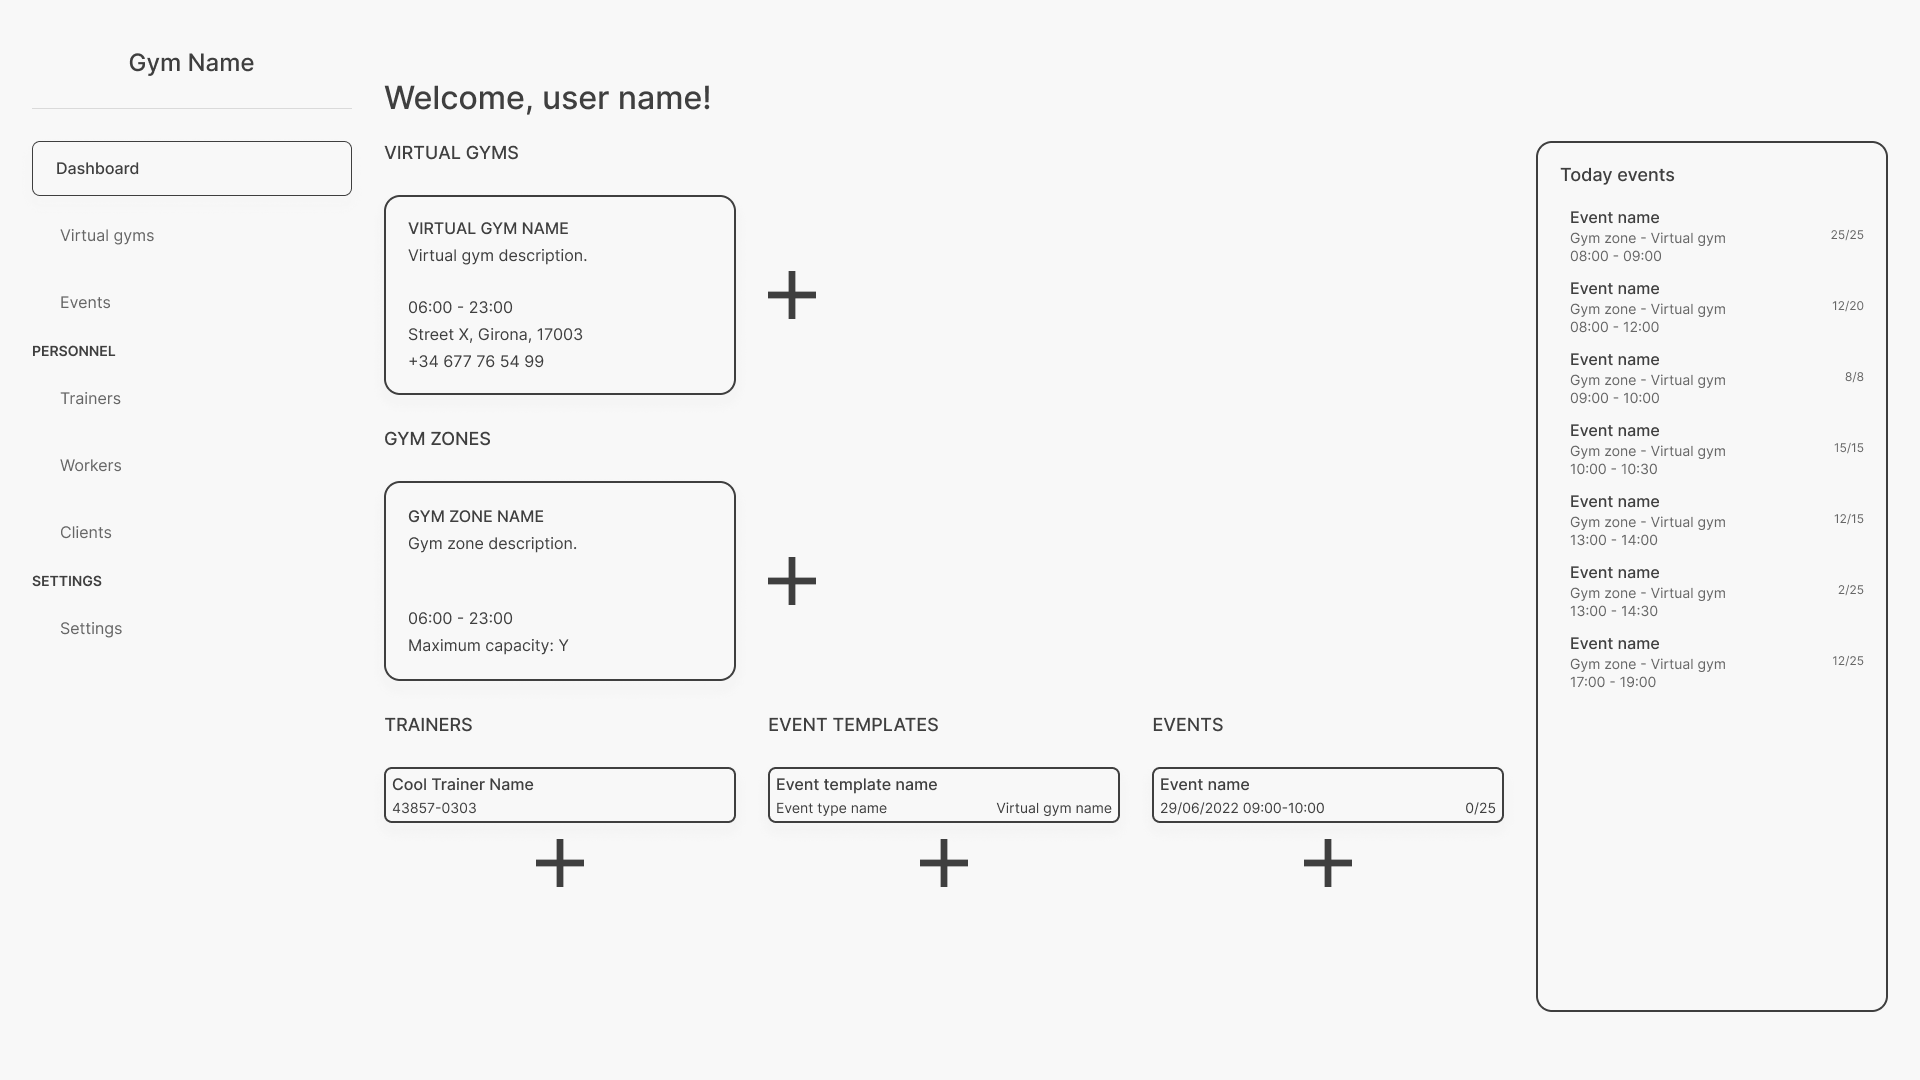 Gym Name
Dashboard
Virtual gyms
Events
PERSONNEL
Trainers
Workers
Clients
SETTINGS
Settings
Welcome, user name!
VIRTUAL GYMS
VIRTUAL GYM NAME
Virtual gym description.
06:00 - 23:00
Street X, Girona, 17003
+34 677 76 54 99
GYM ZONES
GYM ZONE NAME
Gym zone description.
06:00 - 23:00
Maximum capacity: Y
TRAINERS
Cool Trainer Name
43857-0303
EVENT TEMPLATES
Event template name
Event type name Virtual gym name
EVENTS
Event name
29/06/2022 09:00-10:00 0/25
Today events
Event name
Gym zone - Virtual gym 25/25
08:00 - 09:00
Event name
Gym zone - Virtual gym 12/20
08:00 - 12:00
Event name
Gym zone - Virtual gym 8/8
09:00 - 10:00
Event name
Gym zone - Virtual gym 15/15
10:00 - 10:30
Event name
Gym zone - Virtual gym 12/15
13:00 - 14:00
Event name
Gym zone - Virtual gym 2/25
13:00 - 14:30
Event name
Gym zone - Virtual gym 12/25
17:00 - 19:00